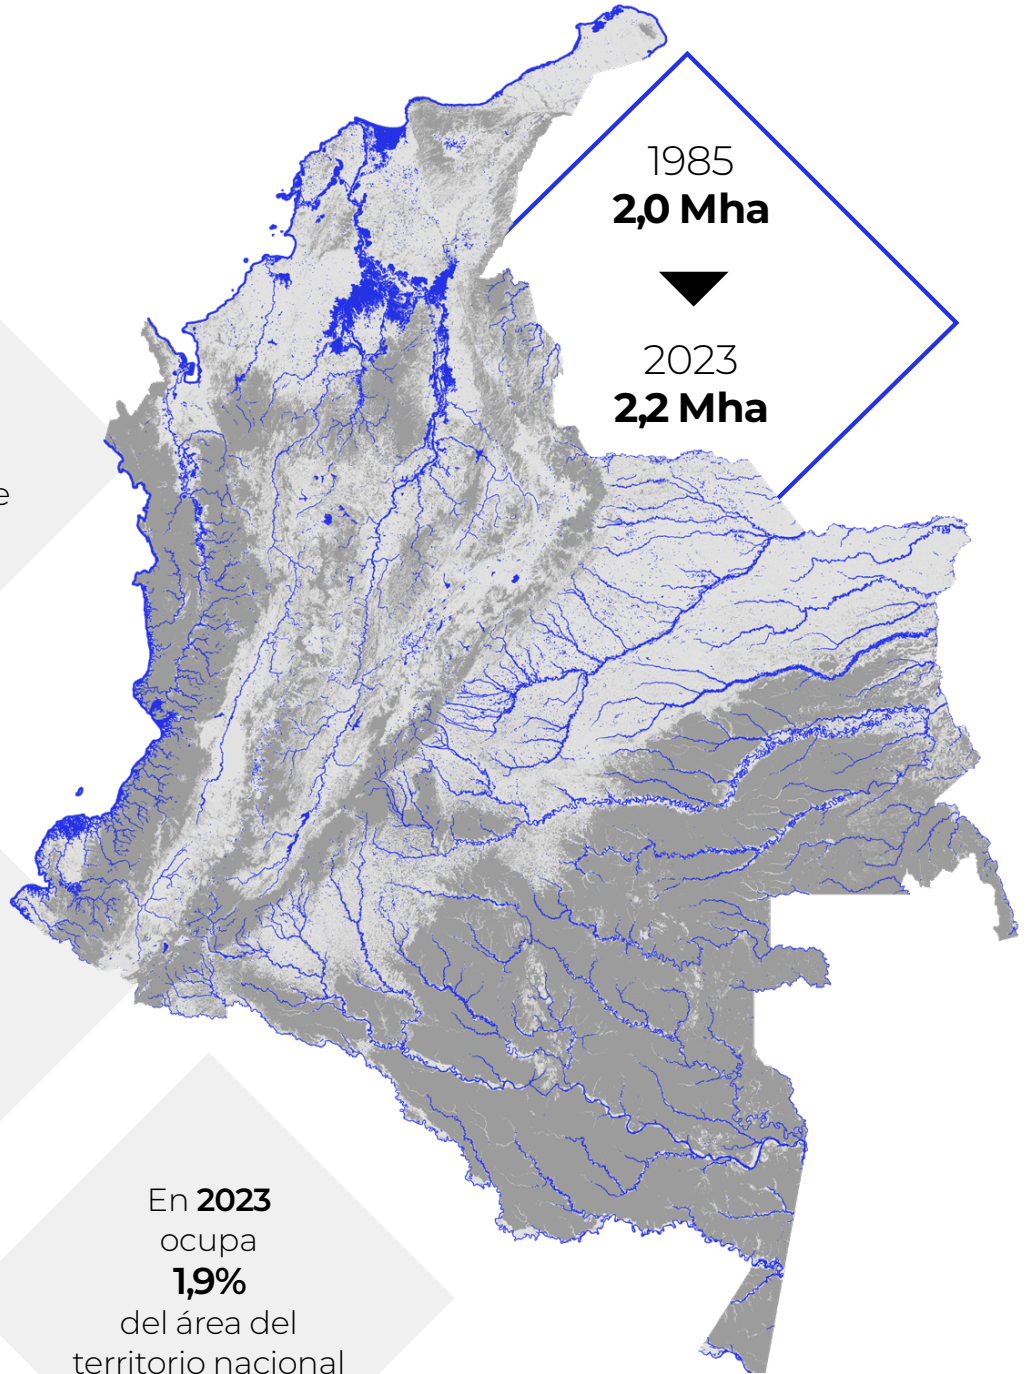 1985
2,0 Mha
2023
2,2 Mha
e
En 2023
ocupa
1,9%
del área del
territorio nacional